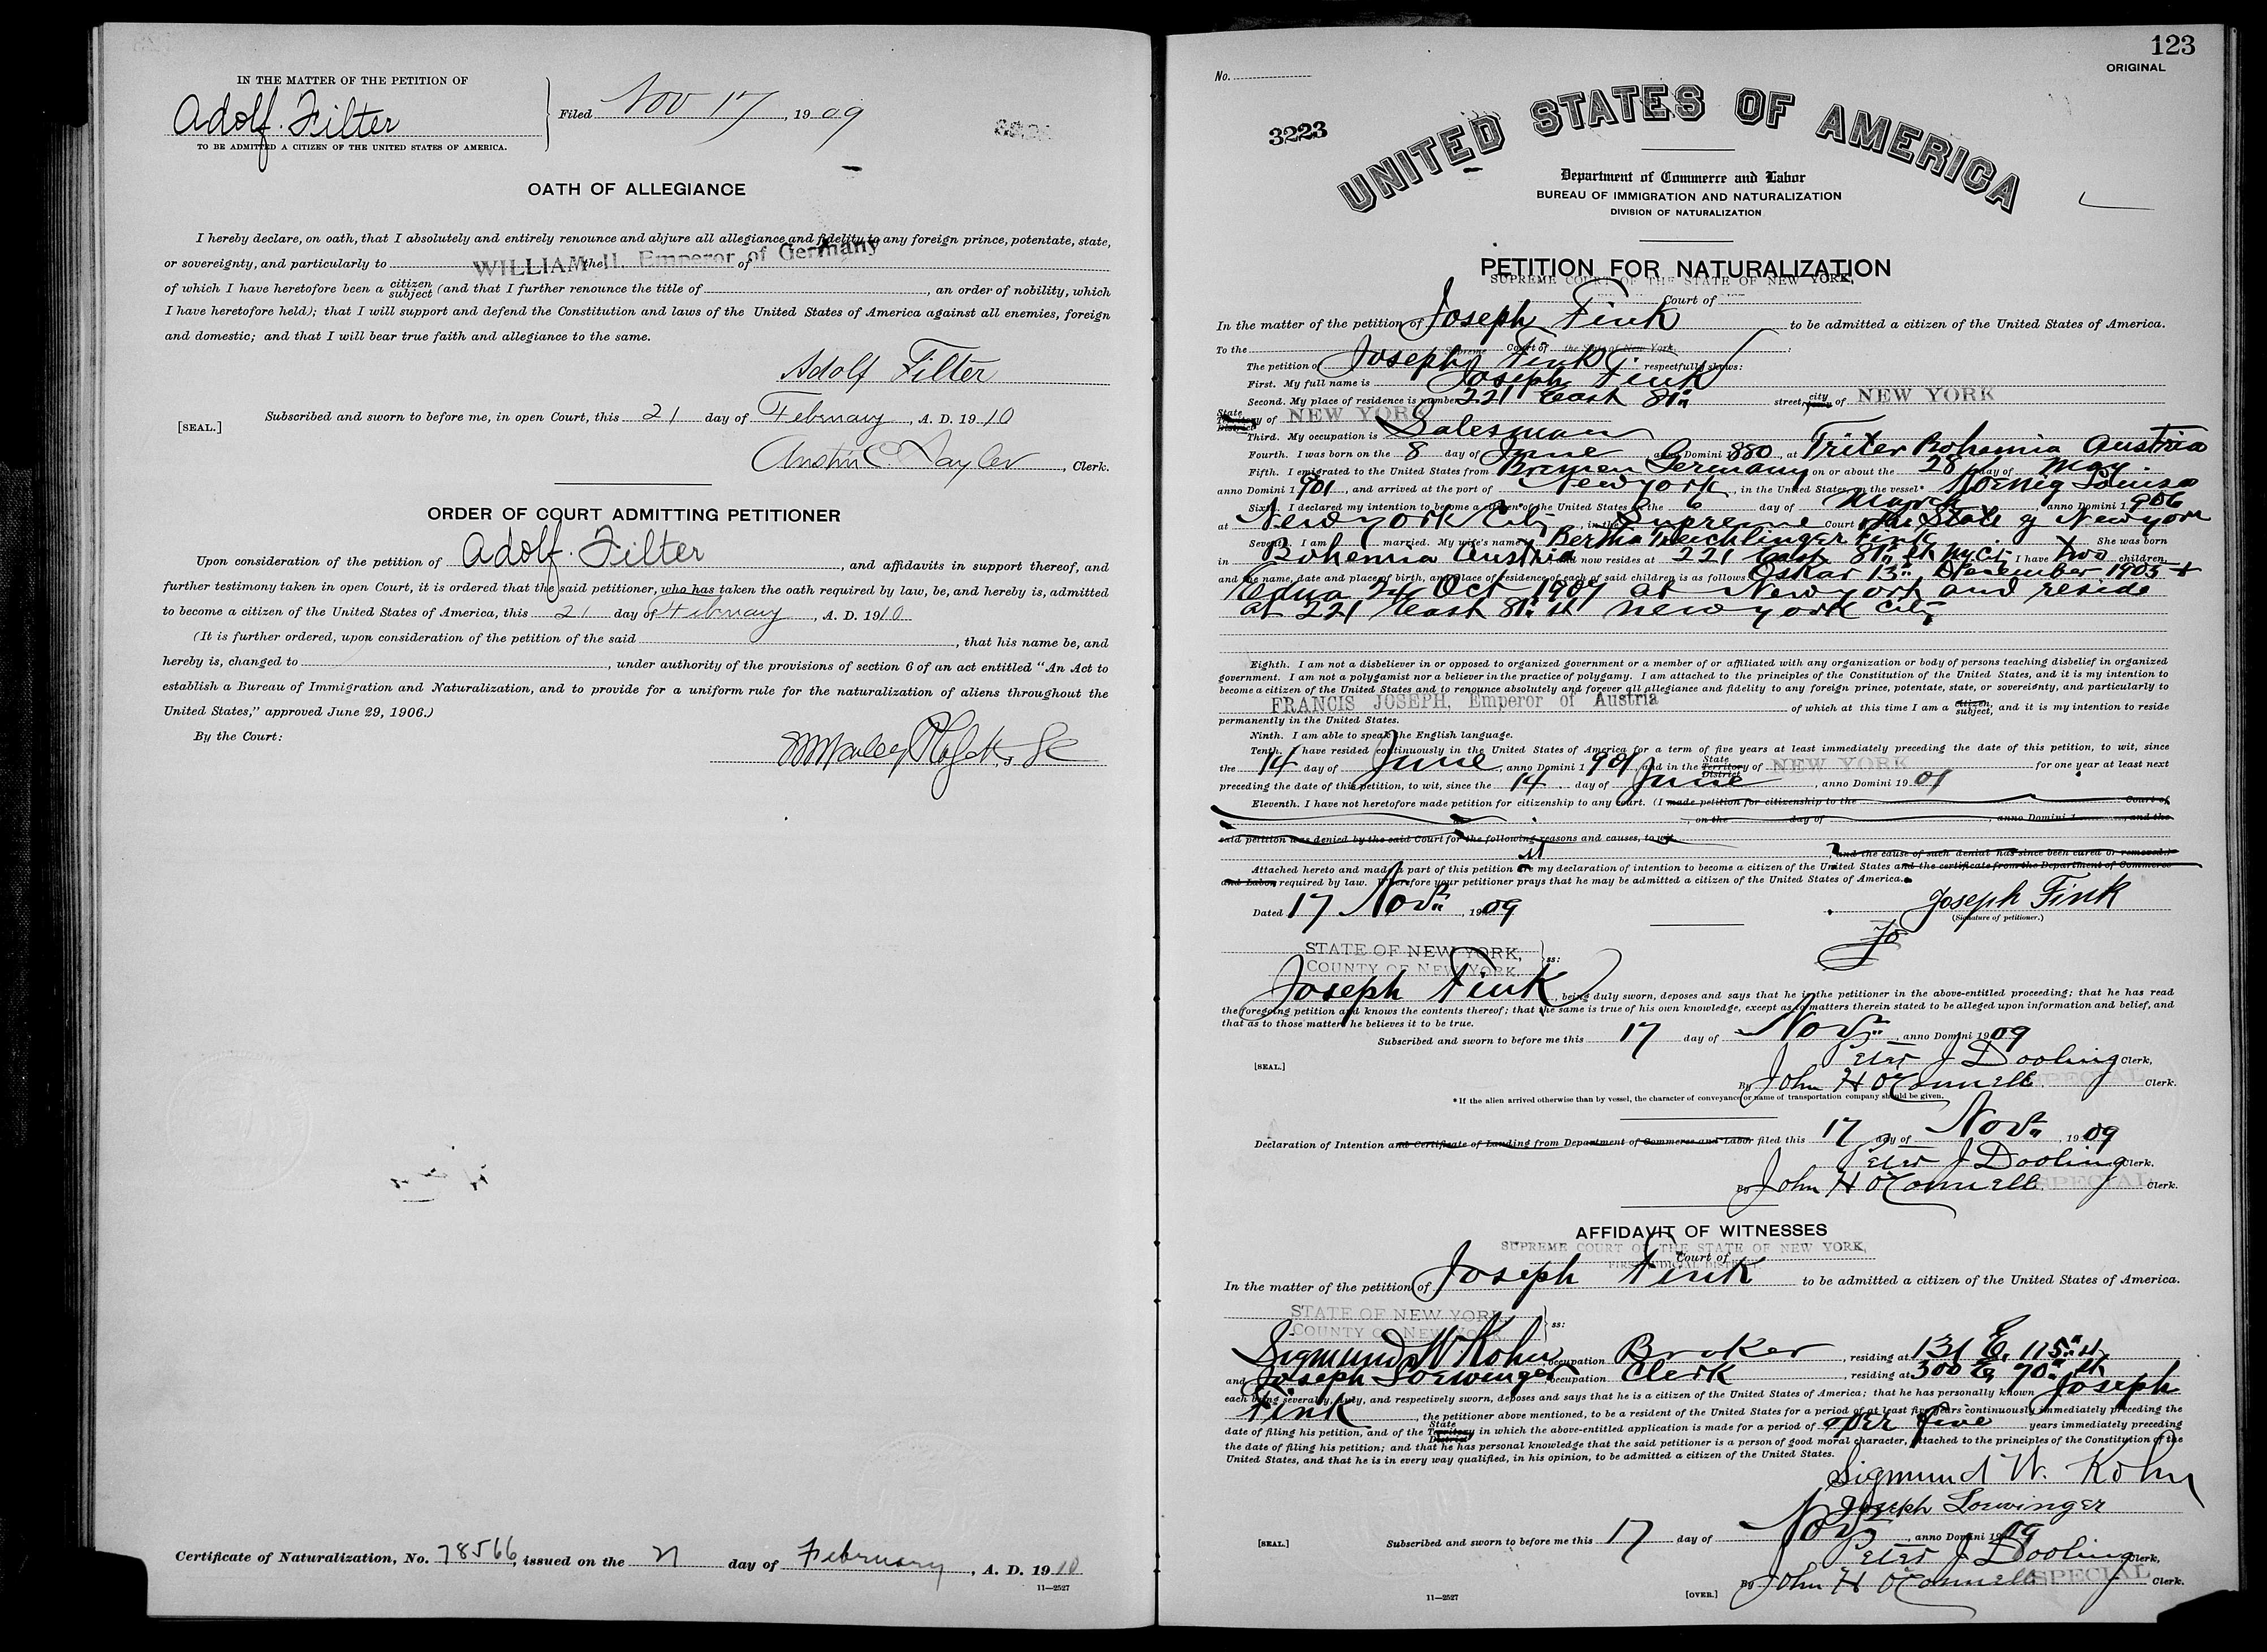 IN THE MATTER OF THE PETITION OF
Adolf Filter
TO BE ADMITTED A CITIZEN OF THE UNITED STATES OF AMERICA.
Filed Nov 17, 1909
OATH OF ALLEGIANCE
I hereby declare, on oath, that I absolutely and entirely renounce and abjure all allegiance and fidelity to any foreign prince, potentate, state,
or sovereignty, and particularly to WILLIAM II, Emperor of Germany the of
of which I have heretofore been a citizen subject (and that I further renounce the title of , an order of nobility, which
I have heretofore held); that I will support and defend the Constitution and laws of the United States of America against all enemies, foreign
and domestic; and that I will bear true faith and allegiance to the same.
Adolf Filter
Subscribed and sworn to before me, in open Court, this 21 day of February, A. D. 1910
[SEAL.]
, Clerk.
ORDER OF COURT ADMITTING PETITIONER
Upon consideration of the petition of Adolf Filter, and affidavits in support thereof, and
further testimony taken in open Court, it is ordered that the said petitioner, who has taken the oath required by law, be, and hereby is, admitted
to become a citizen of the United States of America, this 21 day of February, A. D. 1910
(It is further ordered, upon consideration of the petition of the said , that his name be, and
hereby is, changed to , under authority of the provisions of section 6 of an act entitled “An Act to
establish a Bureau of Immigration and Naturalization, and to provide for a uniform rule for the naturalization of aliens throughout the
United States,” approved June 29, 1906.)
By the Court:
Certificate of Naturalization, No. 78566, issued on the 21 day of February, A. D. 1910
11—2527
123
ORIGINAL
No.
3223
UNITED STATES OF AMERICA
Department of Commerce and Labor
BUREAU OF IMMIGRATION AND NATURALIZATION
DIVISION OF NATURALIZATION
PETITION FOR NATURALIZATION
SUPREME COURT OF THE STATE OF NEW YORK,
Court of
In the matter of the petition of Joseph Fink to be admitted a citizen of the United States of America.
To the Supreme Court of the State of New York:
The petition of Joseph Fink respectfully shows:
First. My full name is Joseph Fink
Second. My place of residence is number 221 East 81st street, city town of NEW YORK
State Territory District of NEW YORK
Third. My occupation is Salesman
Fourth. I was born on the 8 day of June anno Domini 1880, at Bohemia Austria
Fifth. I emigrated to the United States from Bremen Germany on or about the 28 day of May
anno Domini 1901, and arrived at the port of New York, in the United States, on the vessel* Koenig Louise
Sixth. I declared my intention to become a citizen of the United States on the 6 day of March anno Domini 1906
at New York City, in the Supreme Court of the State of New York
Seventh. I am married. My wife's name is Bertha Fink She was born
in Bohemia Austria and now resides at 221 East 81st St NY City I have two children,
and the name, date and place of birth, and place of residence of each of said children is as follows: Oskar 13th December 1905 +
Edna 24 Oct 1907 at New York and reside
at 221 East 81st St New York City
Eighth. I am not a disbeliever in or opposed to organized government or a member of or affiliated with any organization or body of persons teaching disbelief in organized
government. I am not a polygamist nor a believer in the practice of polygamy. I am attached to the principles of the Constitution of the United States, and it is my intention to
become a citizen of the United States and to renounce absolutely and forever all allegiance and fidelity to any foreign prince, potentate, state, or sovereignty, and particularly to
FRANCIS JOSEPH, Emperor of Austria of which at this time I am a citizen subject, and it is my intention to reside
permanently in the United States.
Ninth. I am able to speak the English language.
Tenth. I have resided continuously in the United States of America for a term of five years at least immediately preceding the date of this petition, to wit, since
the 14 day of June, anno Domini 1901, and in the State Territory District of NEW YORK for one year at least next
preceding the date of this petition, to wit, since the 14 day of June, anno Domini 1901
Eleventh. I have not heretofore made petition for citizenship to any court. (I made petition for citizenship to the Court of
at , on the day of , anno Domini 1 , and the
said petition was denied by the said Court for the following reasons and causes, to wit,
, and the cause of such denial has since been cured or removed.)
Attached hereto and made a part of this petition are is my declaration of intention to become a citizen of the United States and the certificate from the Department of Commerce
and Labor required by law. Wherefore your petitioner prays that he may be admitted a citizen of the United States of America.
Dated 17 Novr, 1909
Joseph Fink
(Signature of petitioner.)
STATE OF NEW YORK,
COUNTY OF NEW YORK. ss:
Joseph Fink, being duly sworn, deposes and says that he is the petitioner in the above-entitled proceeding; that he has read
the foregoing petition and knows the contents thereof; that the same is true of his own knowledge, except as to matters therein stated to be alleged upon information and belief, and
that as to those matters he believes it to be true.
Subscribed and sworn to before me this 17 day of Novr, anno Domini 1909
[SEAL.]
Peter J Dooling Clerk,
By John H O'Connell SPECIAL Clerk.
*If the alien arrived otherwise than by vessel, the character of conveyance or name of transportation company should be given.
Declaration of Intention and Certificate of Landing from Department of Commerce and Labor filed this 17 day of Novr, 1909
Peter J Dooling Clerk.
By John H O'Connell SPECIAL Clerk.
AFFIDAVIT OF WITNESSES
SUPREME COURT OF THE STATE OF NEW YORK,
Court of
FIRST JUDICIAL DISTRICT.
In the matter of the petition of Joseph Fink to be admitted a citizen of the United States of America.
STATE OF NEW YORK,
COUNTY OF NEW YORK ss:
Sigmund W Kohn, occupation Broker, residing at 131 E. 115th St
and Joseph Loewinger, occupation Clerk, residing at 300 E 70th St
each being severally, duly, and respectively sworn, deposes and says that he is a citizen of the United States of America; that he has personally known Joseph
Fink, the petitioner above mentioned, to be a resident of the United States for a period of at least five years continuously immediately preceding the
date of filing his petition, and of the State Territory District in which the above-entitled application is made for a period of over five years immediately preceding
the date of filing his petition; and that he has personal knowledge that the said petitioner is a person of good moral character, attached to the principles of the Constitution of the
United States, and that he is in every way qualified, in his opinion, to be admitted a citizen of the United States.
Sigmund W. Kohn
Joseph Loewinger
[SEAL.] Subscribed and sworn to before me this 17 day of Novr, anno Domini 1909
Peter J Dooling Clerk,
By John H O'Connell SPECIAL Clerk.
11—2527
[OVER.]